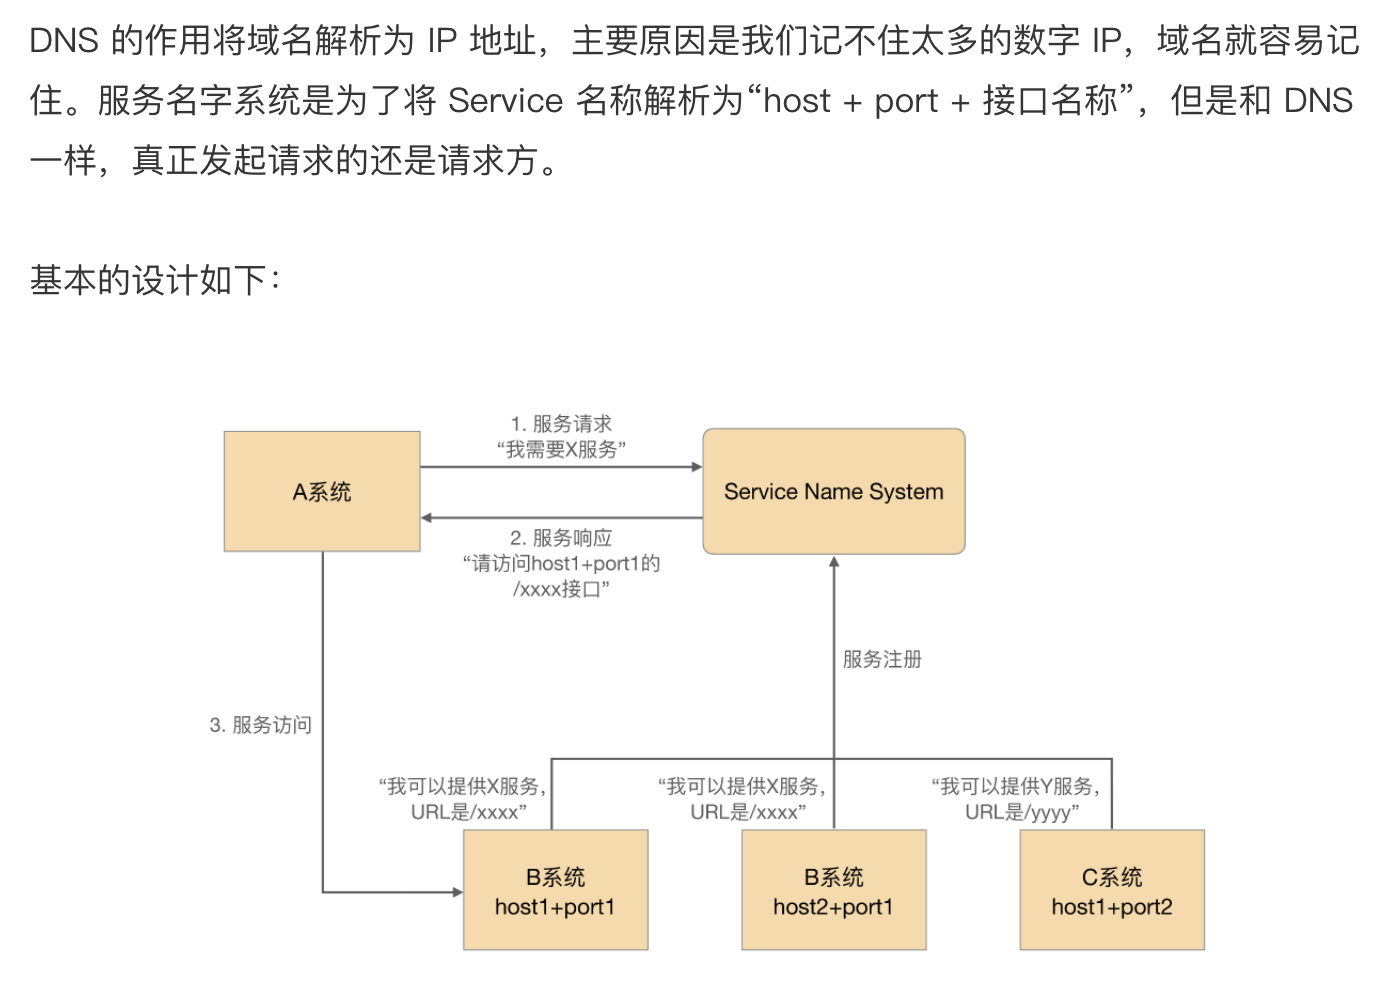 DNS 的作用将域名解析为 IP 地址，主要原因是我们记不住太多的数字 IP，域名就容易记
住。服务名字系统是为了将 Service 名称解析为“host + port + 接口名称”，但是和 DNS
一样，真正发起请求的还是请求方。
基本的设计如下：
1. 服务请求
“我需要X服务”
A系统
Service Name System
2. 服务响应
“请访问host1+port1的
/xxxx接口”
服务注册
3. 服务访问
“我可以提供X服务，
URL是/xxxx”
“我可以提供X服务，
URL是/xxxx”
“我可以提供Y服务，
URL是/yyyy”
B系统
host1+port1
B系统
host2+port1
C系统
host1+port2